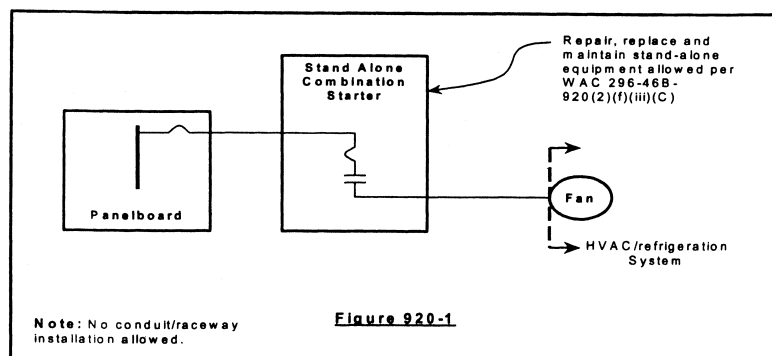 Stand Alone
Combination
Starter
Repair, replace and
maintain stand-alone
equipment allowed per
WAC 296-46B-
920(2)(f)(iii)(C)
Panelboard
Fan
HVAC/refrigeration
System
Note: No conduit/raceway
installation allowed.
Figure 920-1